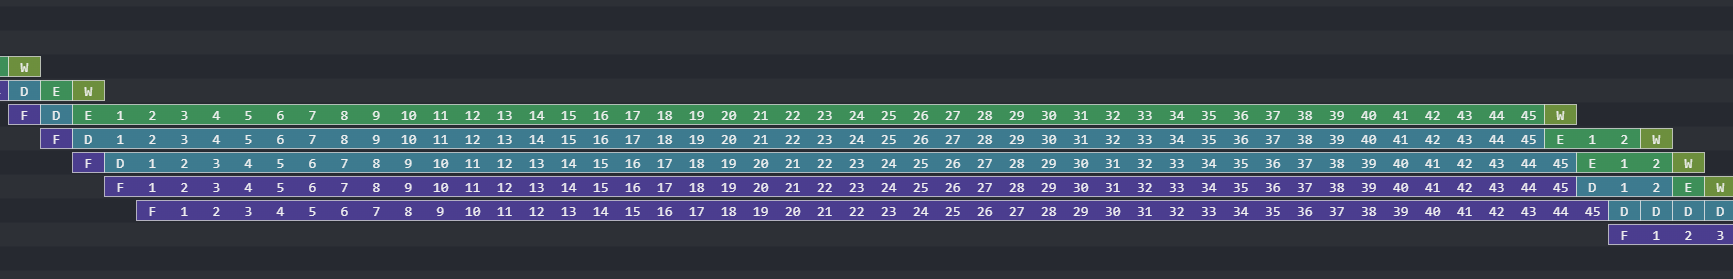 W
D E W
F D E 1 2 3 4 5 6 7 8 9 10 11 12 13 14 15 16 17 18 19 20 21 22 23 24 25 26 27 28 29 30 31 32 33 34 35 36 37 38 39 40 41 42 43 44 45 W
F D 1 2 3 4 5 6 7 8 9 10 11 12 13 14 15 16 17 18 19 20 21 22 23 24 25 26 27 28 29 30 31 32 33 34 35 36 37 38 39 40 41 42 43 44 45 E 1 2 W
F D 1 2 3 4 5 6 7 8 9 10 11 12 13 14 15 16 17 18 19 20 21 22 23 24 25 26 27 28 29 30 31 32 33 34 35 36 37 38 39 40 41 42 43 44 45 E 1 2 W
F 1 2 3 4 5 6 7 8 9 10 11 12 13 14 15 16 17 18 19 20 21 22 23 24 25 26 27 28 29 30 31 32 33 34 35 36 37 38 39 40 41 42 43 44 45 D 1 2 E W
F 1 2 3 4 5 6 7 8 9 10 11 12 13 14 15 16 17 18 19 20 21 22 23 24 25 26 27 28 29 30 31 32 33 34 35 36 37 38 39 40 41 42 43 44 45 D D D D
F 1 2 3